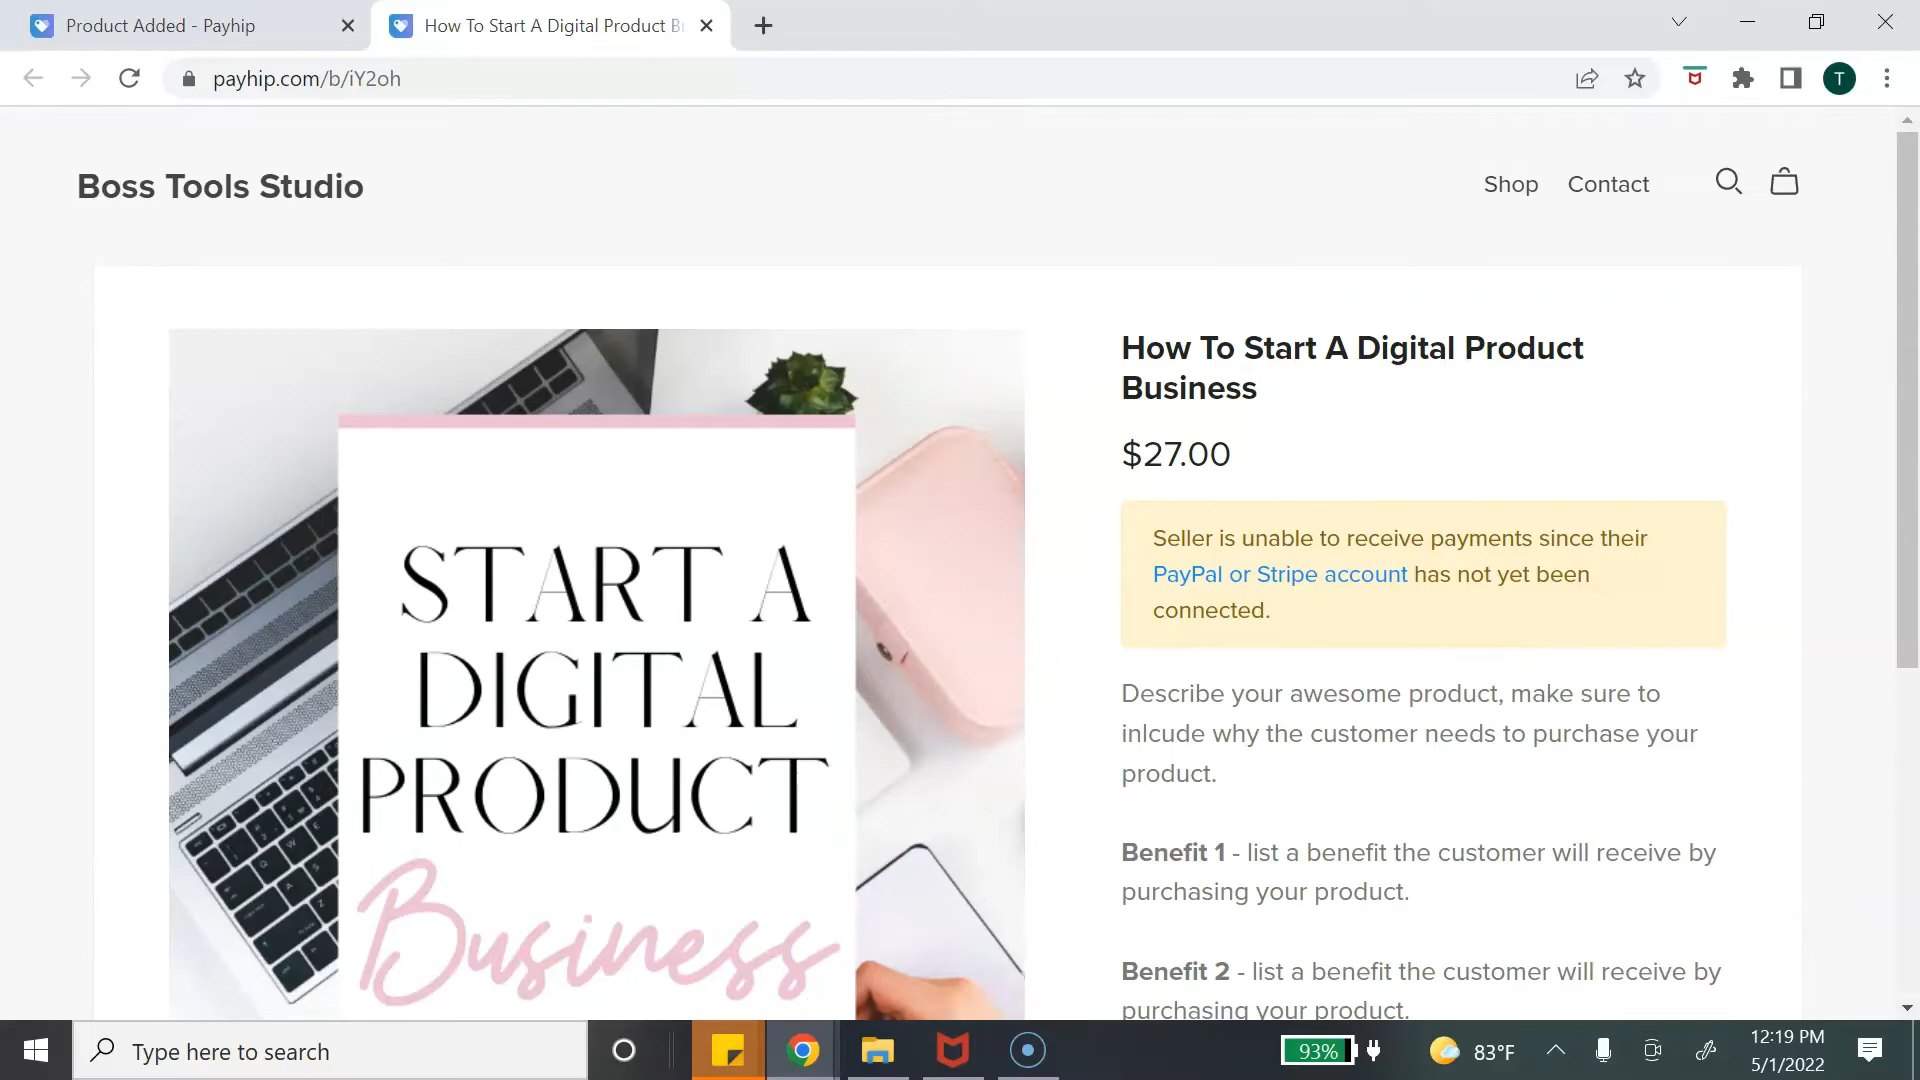 Product Added - Payhip
How To Start A Digital Product B
payhip.com/b/iY2oh
T
Boss Tools Studio
Shop
Contact
START A
DIGITAL
PRODUCT
Business
How To Start A Digital Product
Business
$27.00
Seller is unable to receive payments since their
PayPal or Stripe account has not yet been
connected.
Describe your awesome product, make sure to
inlcude why the customer needs to purchase your
product.
Benefit 1 - list a benefit the customer will receive by
purchasing your product.
Benefit 2 - list a benefit the customer will receive by
purchasing your product.
Type here to search
93%
83°F
12:19 PM
5/1/2022